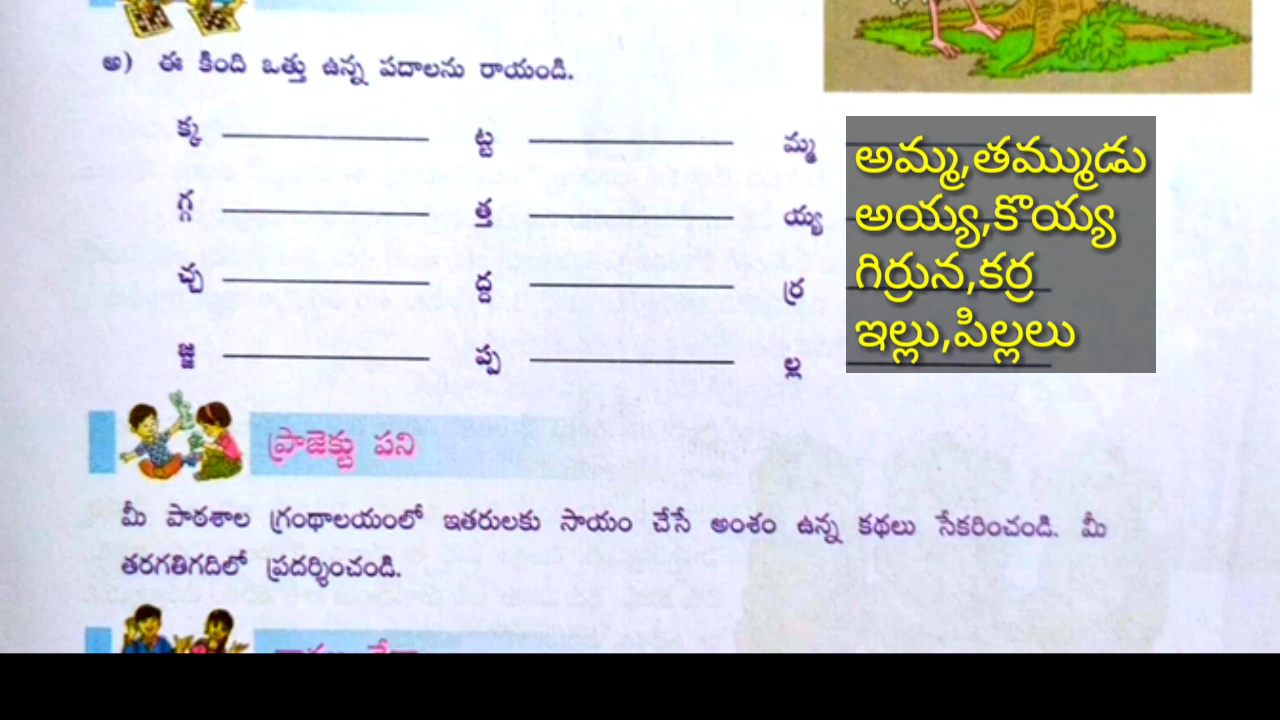 అ) ఈ కింది ఒత్తు ఉన్న పదాలను రాయండి.
క్క ట్ట మ్మ అమ్మ,తమ్ముడు
గ్గ త్త య్య అయ్య,కొయ్య
చ్చ ద్ద ర్ర గిర్రున,కర్ర
జ్జ ప్ప ల్ల ఇల్లు,పిల్లలు
ప్రాజెక్టు పని
మీ పాఠశాల గ్రంథాలయంలో ఇతరులకు సాయం చేసే అంశం ఉన్న కథలు సేకరించండి. మీ
తరగతిగదిలో ప్రదర్శించండి.